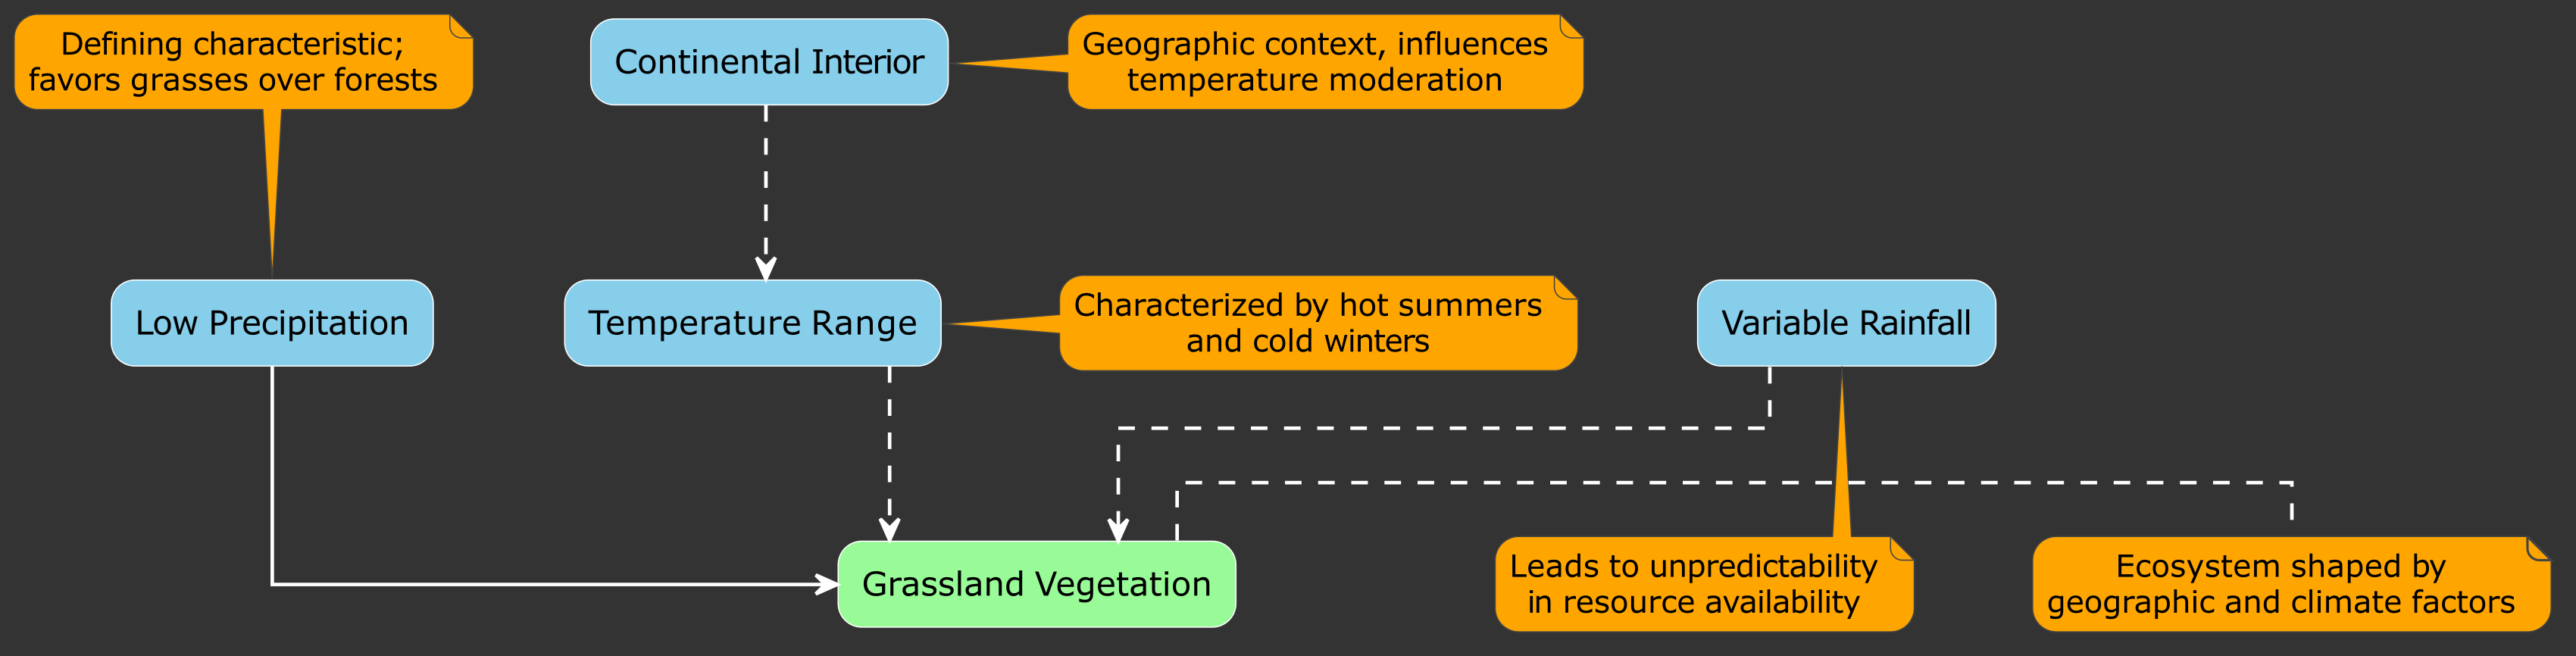 Defining characteristic;
favors grasses over forests
Continental Interior
Geographic context, influences
temperature moderation
Low Precipitation
Temperature Range
Characterized by hot summers
and cold winters
Variable Rainfall
Grassland Vegetation
Leads to unpredictability
in resource availability
Ecosystem shaped by
geographic and climate factors